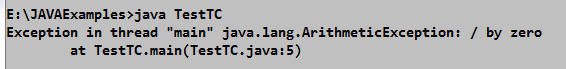 E:\JAVAExamples>java TestTC
Exception in thread "main" java.lang.ArithmeticException: / by zero
        at TestTC.main(TestTC.java:5)